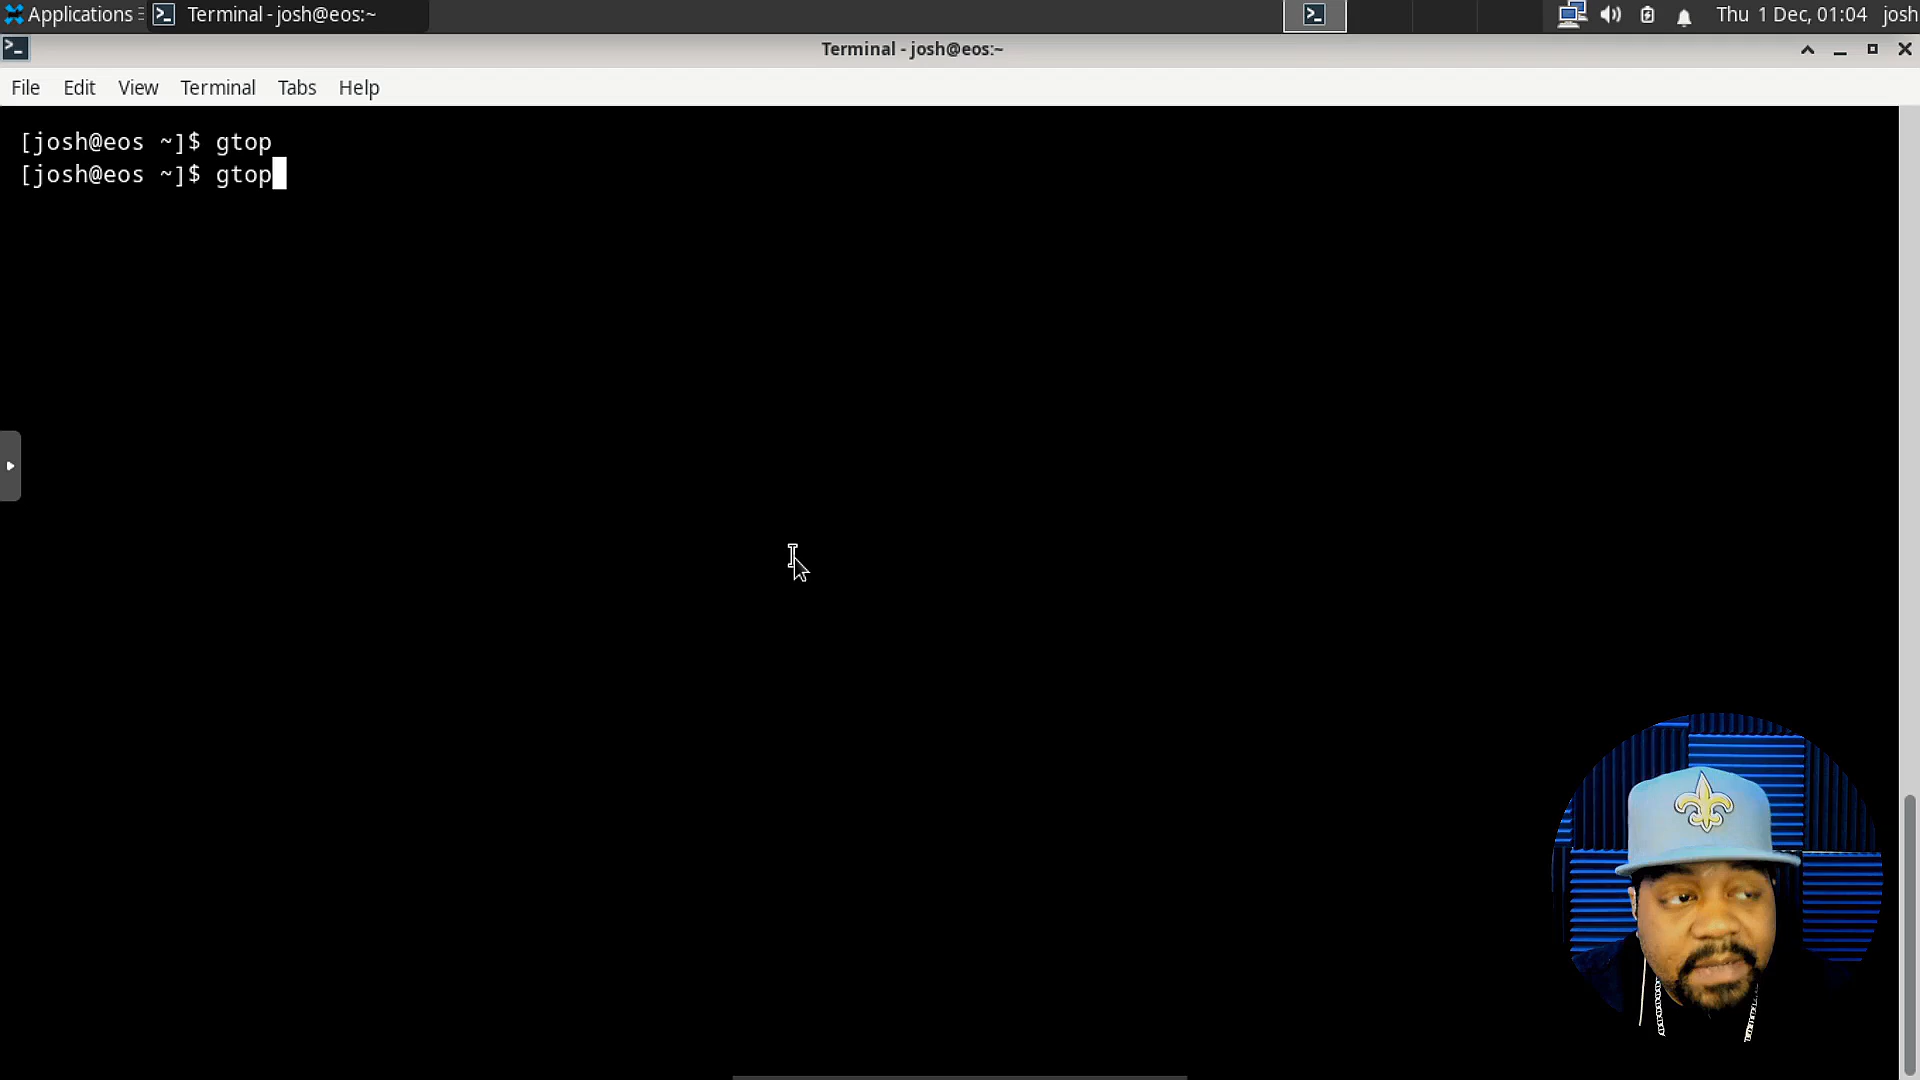 Applications
Terminal - josh@eos:~
Thu 1 Dec, 01:04
josh
Terminal - josh@eos:~
File Edit View Terminal Tabs Help
[josh@eos ~]$ gtop
[josh@eos ~]$ gtop